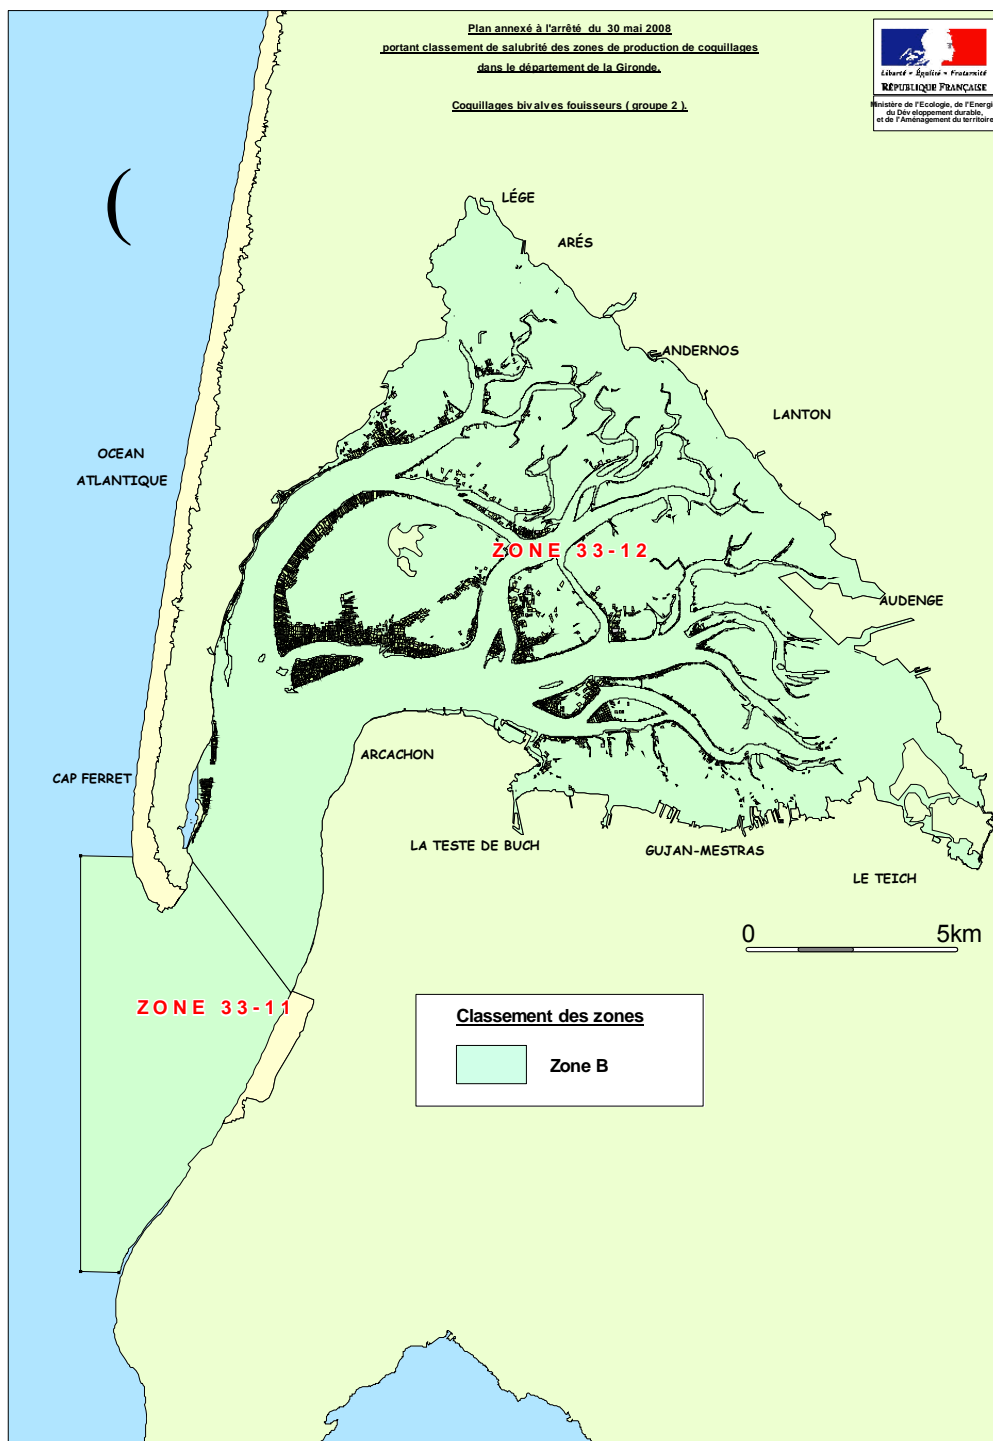 Plan annexé à l'arrêté du 30 mai 2008
portant classement de salubrité des zones de production de coquillages
dans le département de la Gironde.
Coquillages bivalves fouisseurs ( groupe 2 ).
Liberté • Égalité • Fraternité
RÉPUBLIQUE FRANÇAISE
Ministère de l'Ecologie, de l'Energi
du Développement durable,
et de l'Aménagement du territoire
(
LÉGE
ARÉS
ANDERNOS
LANTON
OCEAN
ATLANTIQUE
ZONE 33-12
AUDENGE
ARCACHON
CAP FERRET
LA TESTE DE BUCH
GUJAN-MESTRAS
LE TEICH
0 5km
ZONE 33-11
Classement des zones
Zone B